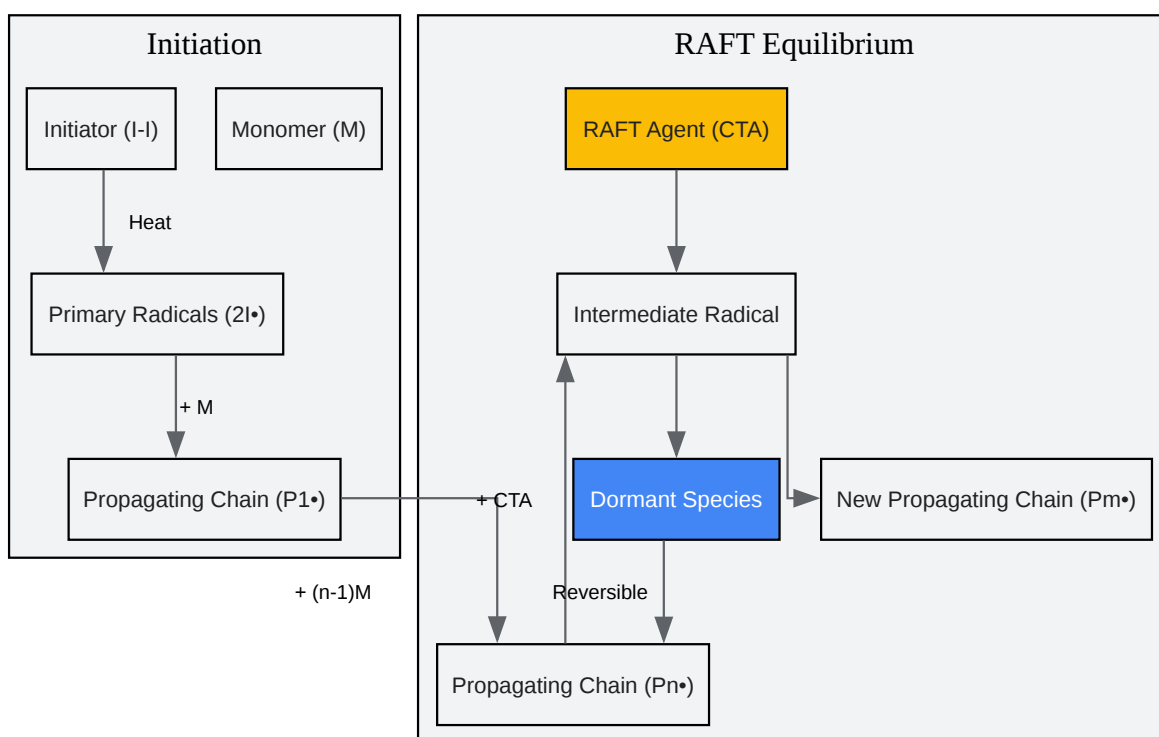 Initiation
Initiator (I-I)
Monomer (M)
Heat
Primary Radicals (2I•)
+ M
Propagating Chain (P1•)
+ (n-1)M
RAFT Equilibrium
RAFT Agent (CTA)
Intermediate Radical
+ CTA
Dormant Species
New Propagating Chain (Pm•)
Reversible
Propagating Chain (Pn•)